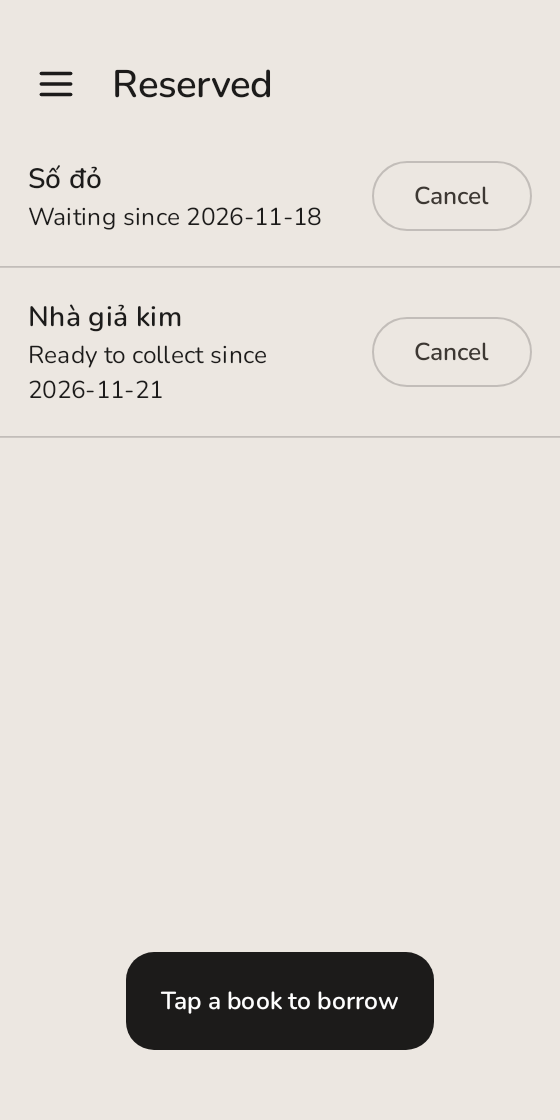 Reserved
Số đỏ
Waiting since 2026-11-18
Cancel
Nhà giả kim
Ready to collect since
2026-11-21
Cancel
Tap a book to borrow